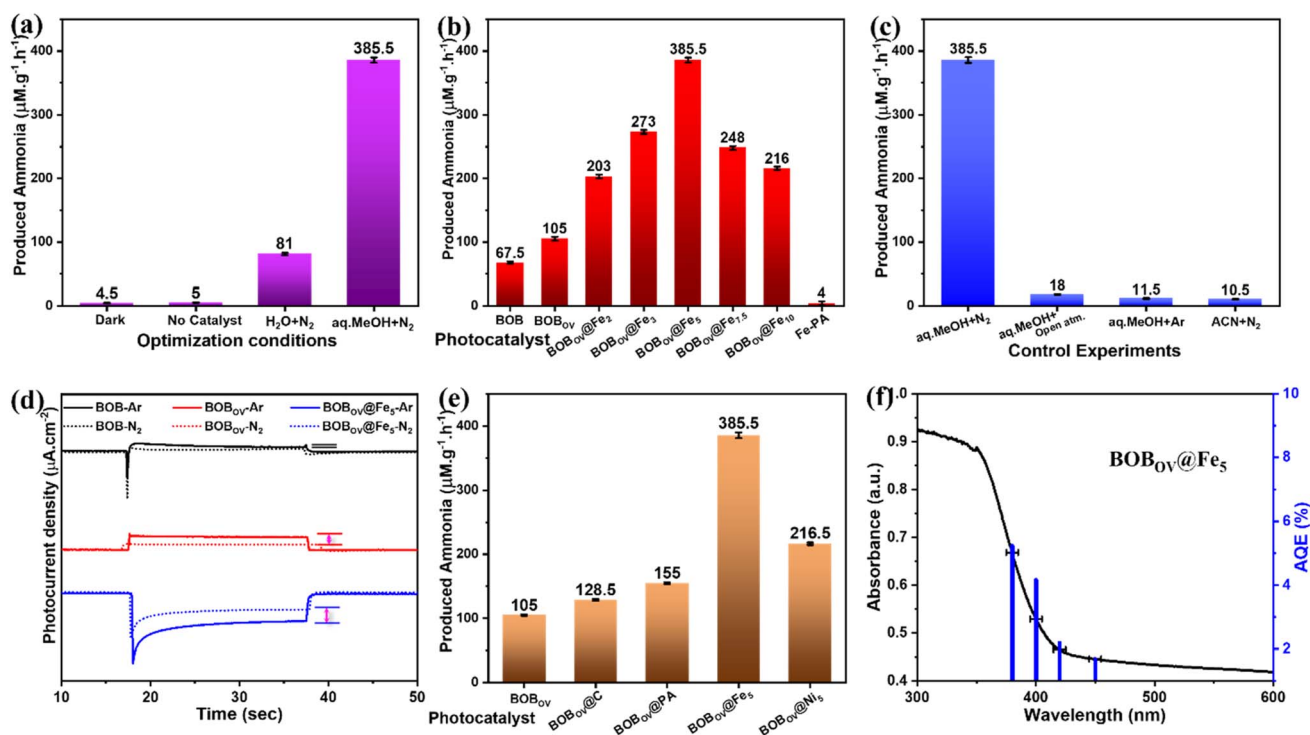 (a)
Produced Ammonia (μM.g⁻¹.h⁻¹)
400
300
200
100
0
4.5
5
81
385.5
Dark
No Catalyst
H₂O+N₂
aq.MeOH+N₂
Optimization conditions
(b)
Produced Ammonia (μM.g⁻¹.h⁻¹)
400
300
200
100
0
67.5
105
203
273
385.5
248
216
4
BOB
BOB_OV
BOB_OV@Fe₂
BOB_OV@Fe₃
BOB_OV@Fe₅
BOB_OV@Fe₇.₅
BOB_OV@Fe₁₀
Fe-PA
Photocatalyst
(c)
Produced Ammonia (μM.g⁻¹.h⁻¹)
400
300
200
100
0
385.5
18
11.5
10.5
aq.MeOH+N₂
aq.MeOH+
Open atm.
aq.MeOH+Ar
ACN+N₂
Control Experiments
(d)
Photocurrent density (μA.cm⁻²)
BOB-Ar BOB_OV-Ar BOB_OV@Fe₅-Ar
BOB-N₂ BOB_OV-N₂ BOB_OV@Fe₅-N₂
10 20 30 40 50
Time (sec)
(e)
Produced Ammonia (μM.g⁻¹.h⁻¹)
400
300
200
100
0
105
128.5
155
385.5
216.5
BOB_OV
BOB_OV@C
BOB_OV@PA
BOB_OV@Fe₅
BOB_OV@Ni₅
Photocatalyst
(f)
Absorbance (a.u.)
1.0
0.9
0.8
0.7
0.6
0.5
0.4
BOB_OV@Fe₅
10
8
6
4
2
AQE (%)
300 400 500 600
Wavelength (nm)